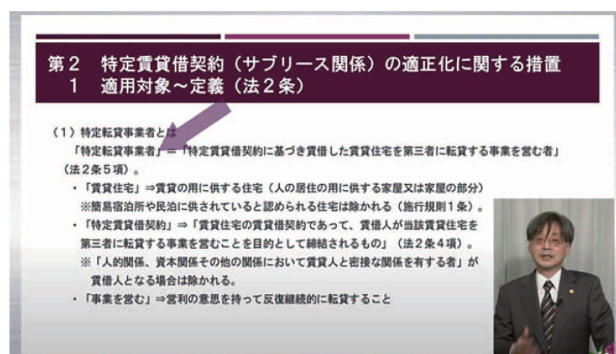 第２　特定賃貸借契約（サブリース関係）の適正化に関する措置
１　適用対象～定義（法２条）
（１）特定転貸事業者とは
「特定転貸事業者」＝「特定賃貸借契約に基づき賃借した賃貸住宅を第三者に転貸する事業を営む者」
（法２条５項）。
・「賃貸住宅」⇒賃貸の用に供する住宅（人の居住の用に供する家屋又は家屋の部分）
※簡易宿泊所や民泊に供されていると認められる住宅は除かれる（施行規則１条）。
・「特定賃貸借契約」⇒「賃貸住宅の賃貸借契約であって、賃借人が当該賃貸住宅を
第三者に転貸する事業を営むことを目的として締結されるもの」（法２条４項）。
※「人的関係、資本関係その他の関係において賃貸人と密接な関係を有する者」が
賃借人となる場合は除かれる。
・「事業を営む」⇒営利の意思を持って反復継続的に転貸すること